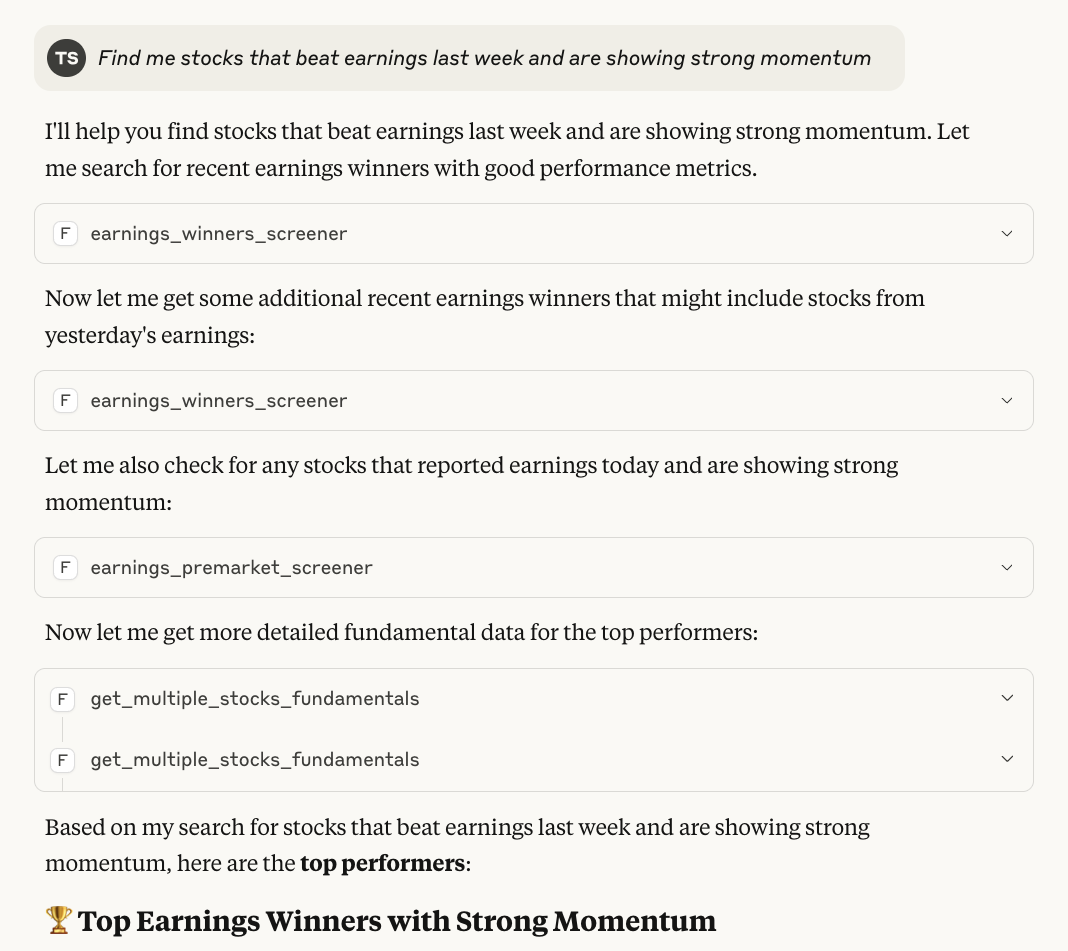 TS Find me stocks that beat earnings last week and are showing strong momentum
I'll help you find stocks that beat earnings last week and are showing strong momentum. Let
me search for recent earnings winners with good performance metrics.
F earnings_winners_screener
Now let me get some additional recent earnings winners that might include stocks from
yesterday's earnings:
F earnings_winners_screener
Let me also check for any stocks that reported earnings today and are showing strong
momentum:
F earnings_premarket_screener
Now let me get more detailed fundamental data for the top performers:
F get_multiple_stocks_fundamentals
F get_multiple_stocks_fundamentals
Based on my search for stocks that beat earnings last week and are showing strong
momentum, here are the top performers:
🏆 Top Earnings Winners with Strong Momentum